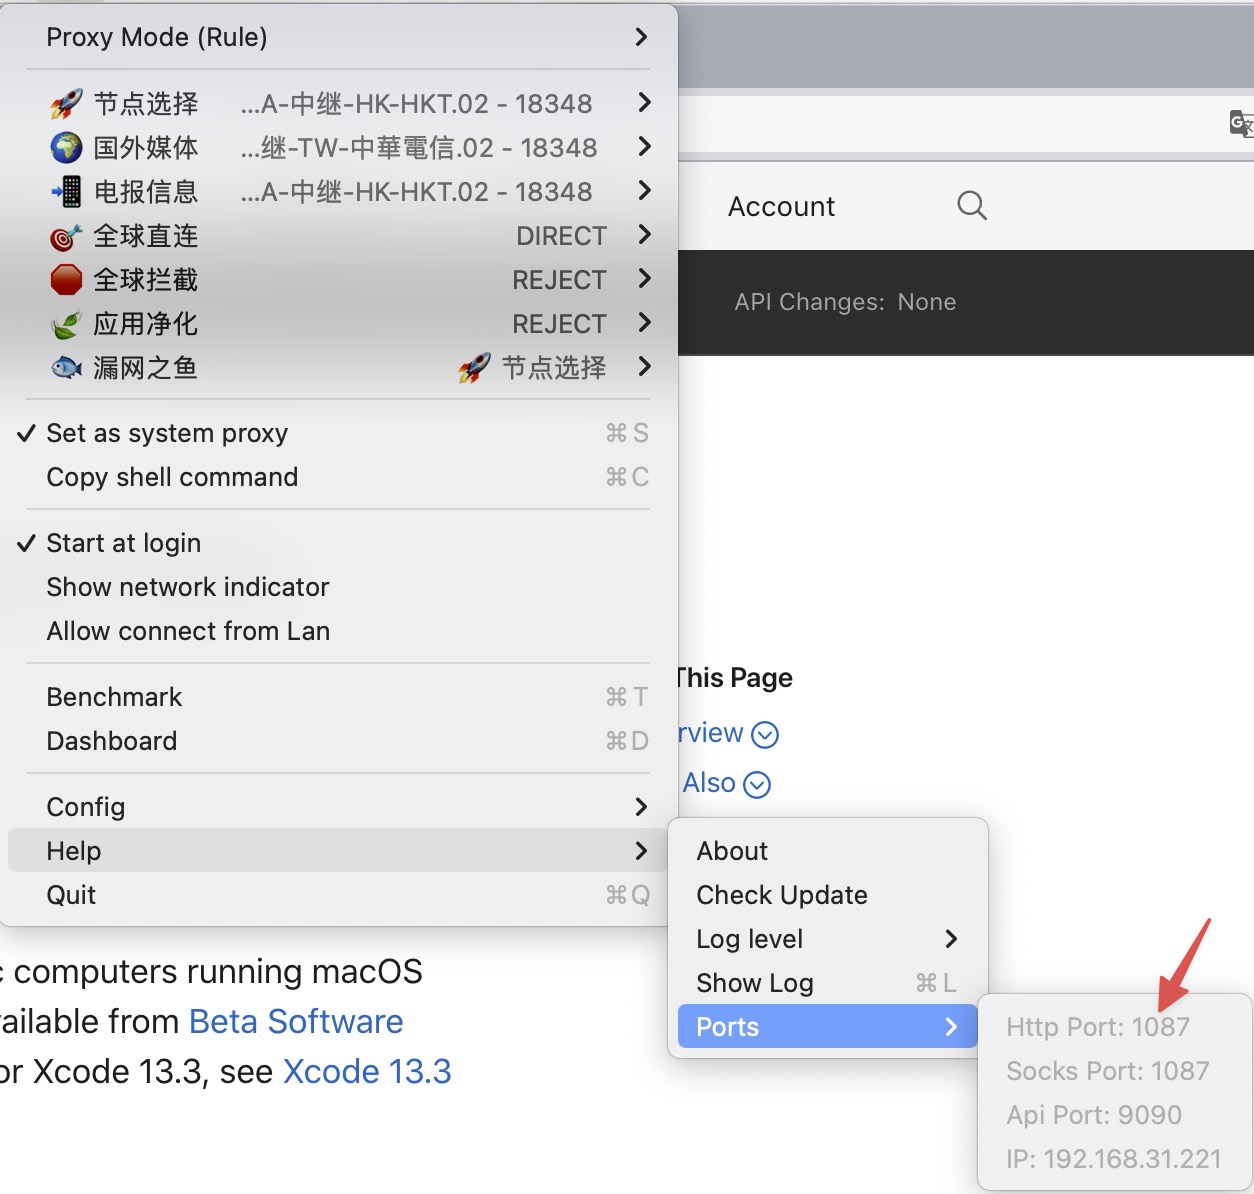 Proxy Mode (Rule)
节点选择 ...A-中继-HK-HKT.02 - 18348
国外媒体 ...继-TW-中華電信.02 - 18348
电报信息 ...A-中继-HK-HKT.02 - 18348
全球直连 DIRECT
全球拦截 REJECT
应用净化 REJECT
漏网之鱼 节点选择
Set as system proxy ⌘ S
Copy shell command ⌘ C
Start at login
Show network indicator
Allow connect from Lan
Benchmark ⌘ T
Dashboard ⌘ D
Config
Help
Quit ⌘ Q
Account
API Changes: None
This Page
rview
Also
About
Check Update
Log level
Show Log ⌘ L
Ports
Http Port: 1087
Socks Port: 1087
Api Port: 9090
IP: 192.168.31.221
c computers running macOS
ailable from Beta Software
or Xcode 13.3, see Xcode 13.3